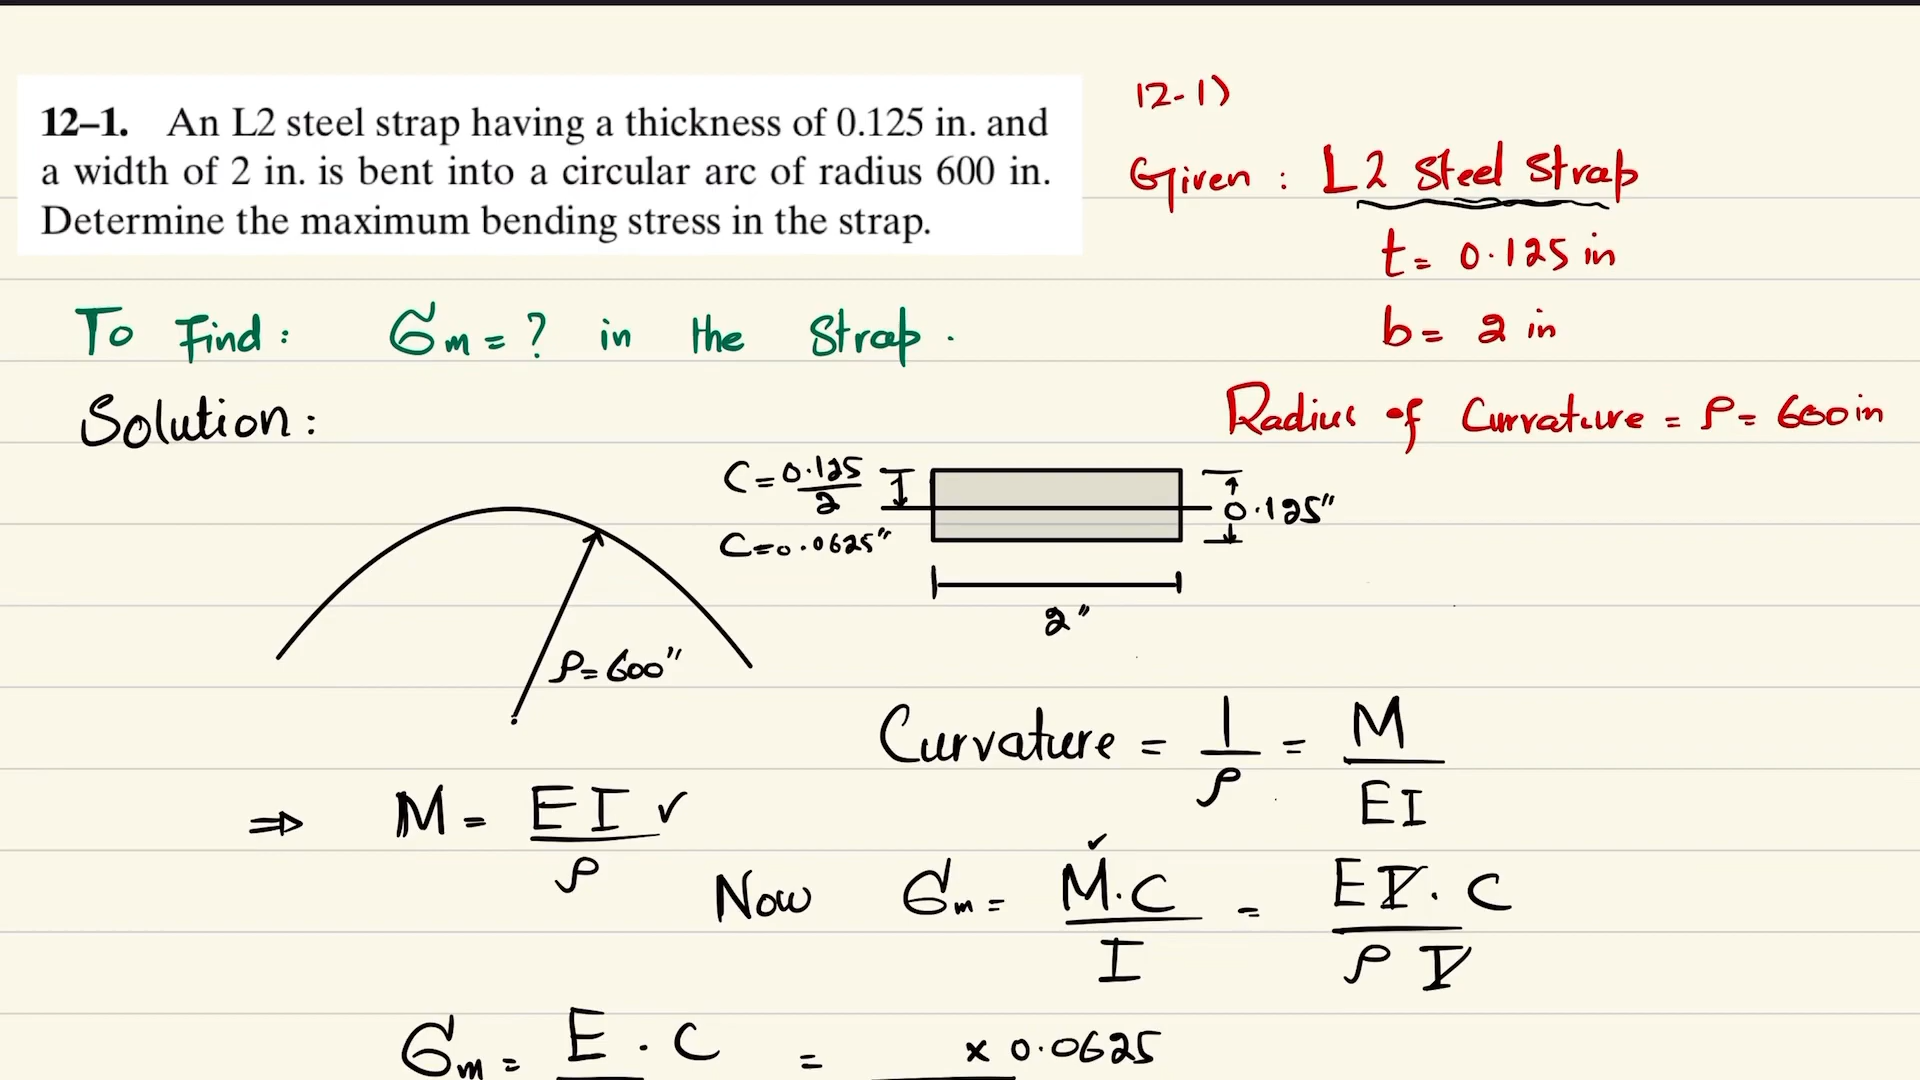 12–1. An L2 steel strap having a thickness of 0.125 in. and
a width of 2 in. is bent into a circular arc of radius 600 in.
Determine the maximum bending stress in the strap.
12-1)
Given : L2 Steel Strap
t = 0.125 in
b = 2 in
Radius of Curvature = ρ = 600 in
To Find : σm = ? in the Strap .
Solution :
C = 0.125/2
C = 0.0625"
0.125"
2"
ρ = 600"
Curvature = 1/ρ = M/EI
⇒ M = EI/ρ ✓
Now σm = M.C/I ✓ = EI.C/ρI
σm = E . C = x 0.0625